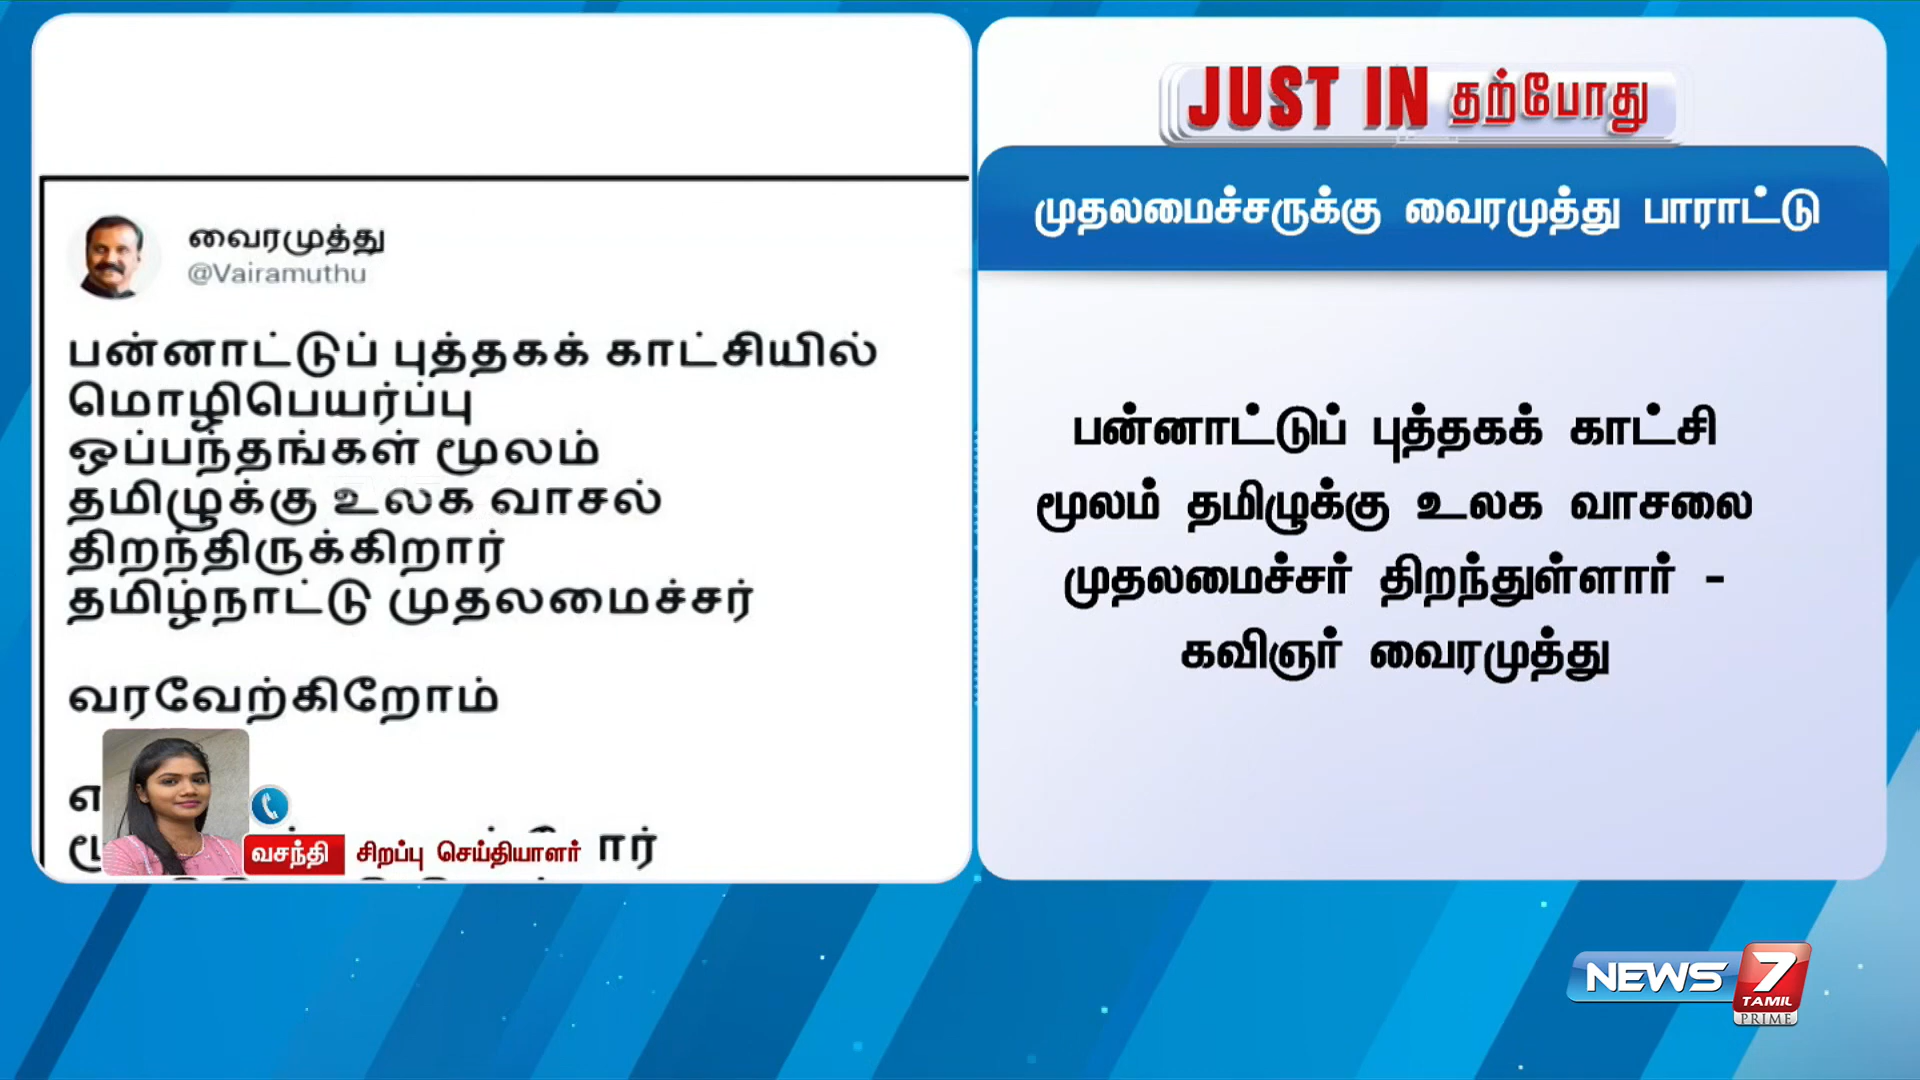 வைரமுத்து
@Vairamuthu
பன்னாட்டுப் புத்தகக் காட்சியில்
மொழிபெயர்ப்பு
ஒப்பந்தங்கள் மூலம்
தமிழுக்கு உலக வாசல்
திறந்திருக்கிறார்
தமிழ்நாட்டு முதலமைச்சர்
வரவேற்கிறோம்
வசந்தி சிறப்பு செய்தியாளர்
JUST IN தற்போது
முதலமைச்சருக்கு வைரமுத்து பாராட்டு
பன்னாட்டுப் புத்தகக் காட்சி
மூலம் தமிழுக்கு உலக வாசலை
முதலமைச்சர் திறந்துள்ளார் -
கவிஞர் வைரமுத்து
NEWS 7
TAMIL
PRIME